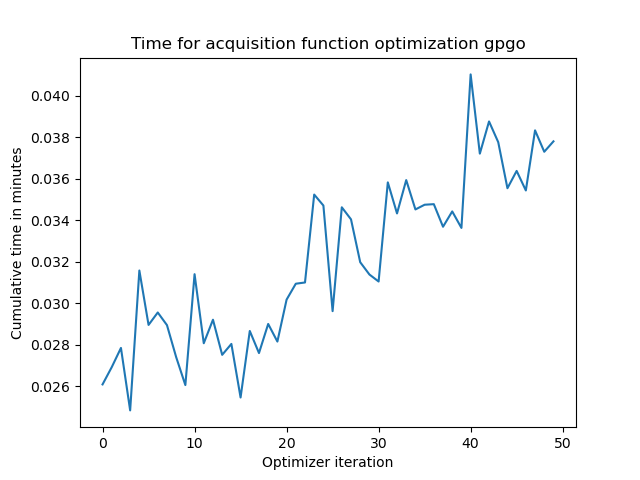 Time for acquisition function optimization gpgo
0.040
0.038
0.036
0.034
0.032
0.030
0.028
0.026
Cumulative time in minutes
0 10 20 30 40 50
Optimizer iteration